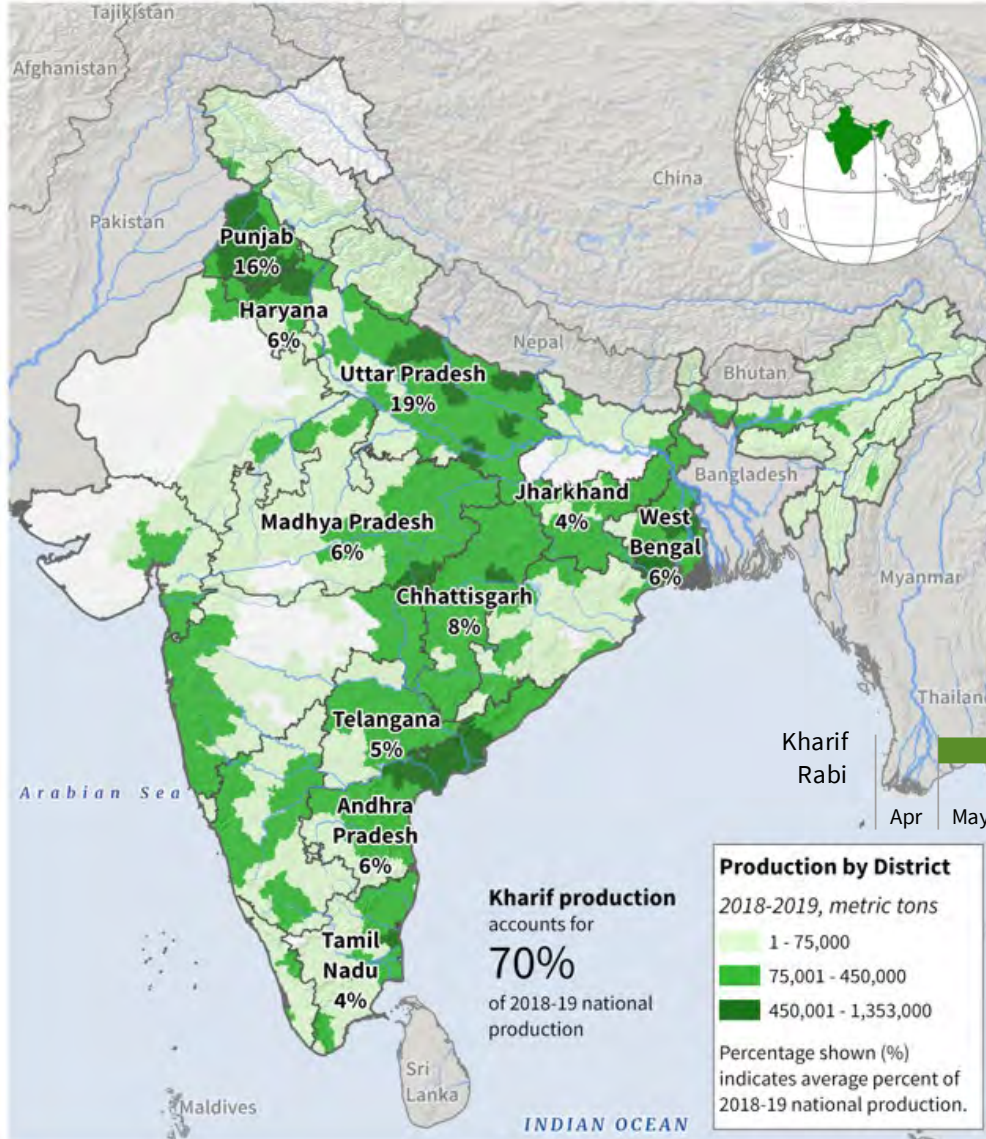 Tajikistan
Afghanistan
China
Pakistan
Punjab
16%
Haryana
6%
Nepal
Bhutan
Uttar Pradesh
19%
Bangladesh
Jharkhand
4%
West
Bengal
6%
Madhya Pradesh
6%
Myanmar
Chhattisgarh
8%
Thailand
Telangana
5%
Kharif
Rabi
Apr
May
Arabian Sea
Andhra
Pradesh
6%
Kharif production
accounts for
70%
of 2018-19 national
production
Tamil
Nadu
4%
Sri
Lanka
Maldives
INDIAN OCEAN
Production by District
2018-2019, metric tons
1 - 75,000
75,001 - 450,000
450,001 - 1,353,000
Percentage shown (%)
indicates average percent of
2018-19 national production.